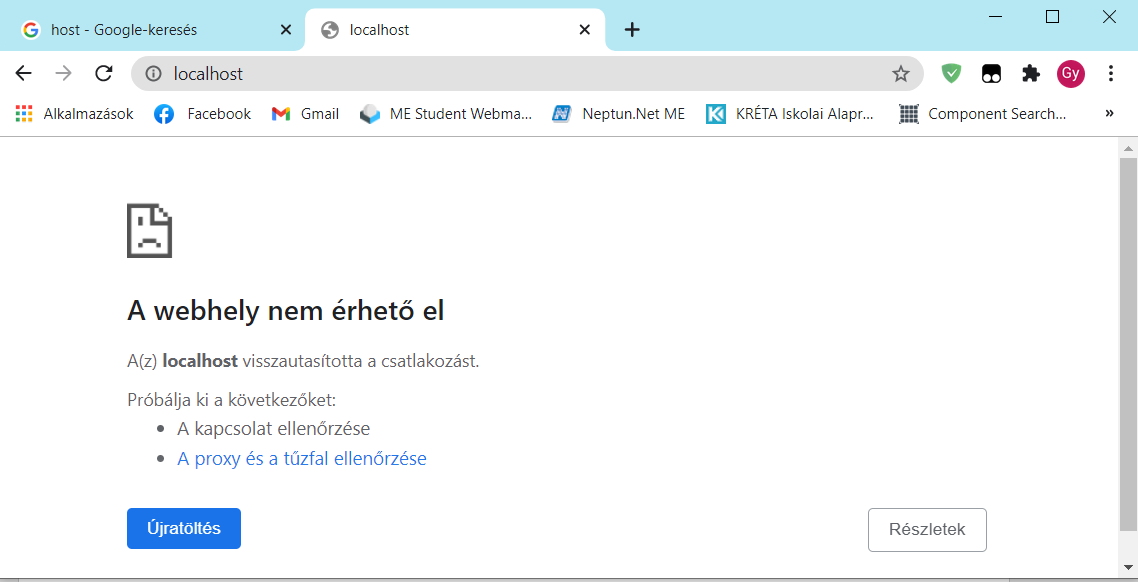 host - Google-keresés
localhost
localhost
Gy
Alkalmazások Facebook Gmail ME Student Webma... Neptun.Net ME KRÉTA Iskolai Alapr... Component Search... »
A webhely nem érhető el
A(z) localhost visszautasította a csatlakozást.
Próbálja ki a következőket:
A kapcsolat ellenőrzése
A proxy és a tűzfal ellenőrzése
Újratöltés
Részletek